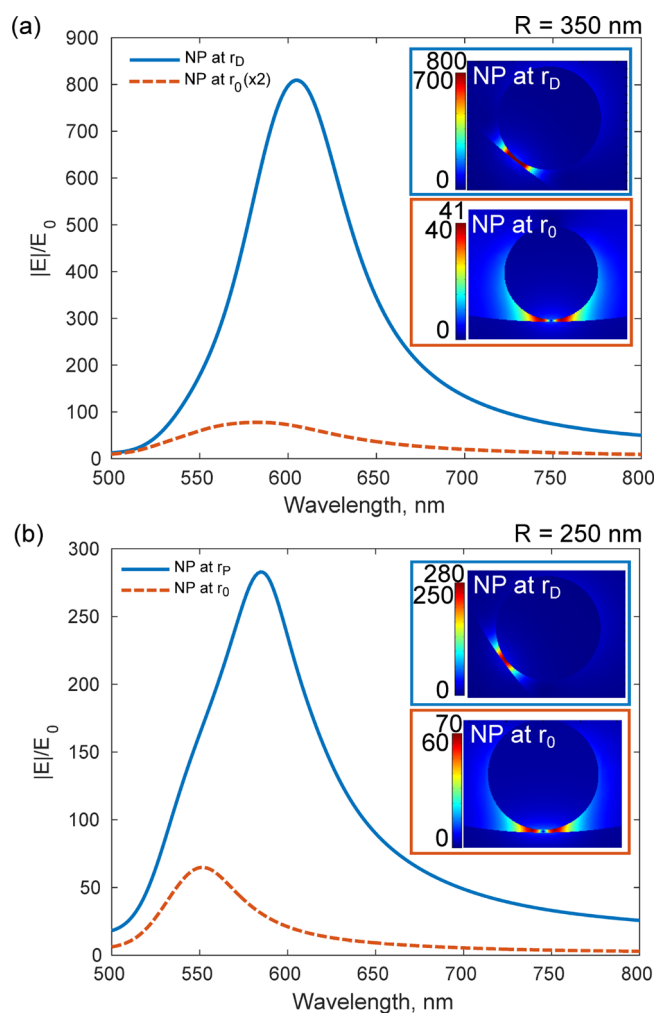 (a)
R = 350 nm
900
800
700
600
500
400
300
200
100
0
|E|/E0
NP at rD
NP at r0(x2)
800
700
0
NP at rD
41
40
0
NP at r0
500 550 600 650 700 750 800
Wavelength, nm
(b)
R = 250 nm
300
250
200
150
100
50
0
|E|/E0
NP at rP
NP at r0
280
250
0
NP at rD
70
60
0
NP at r0
500 550 600 650 700 750 800
Wavelength, nm